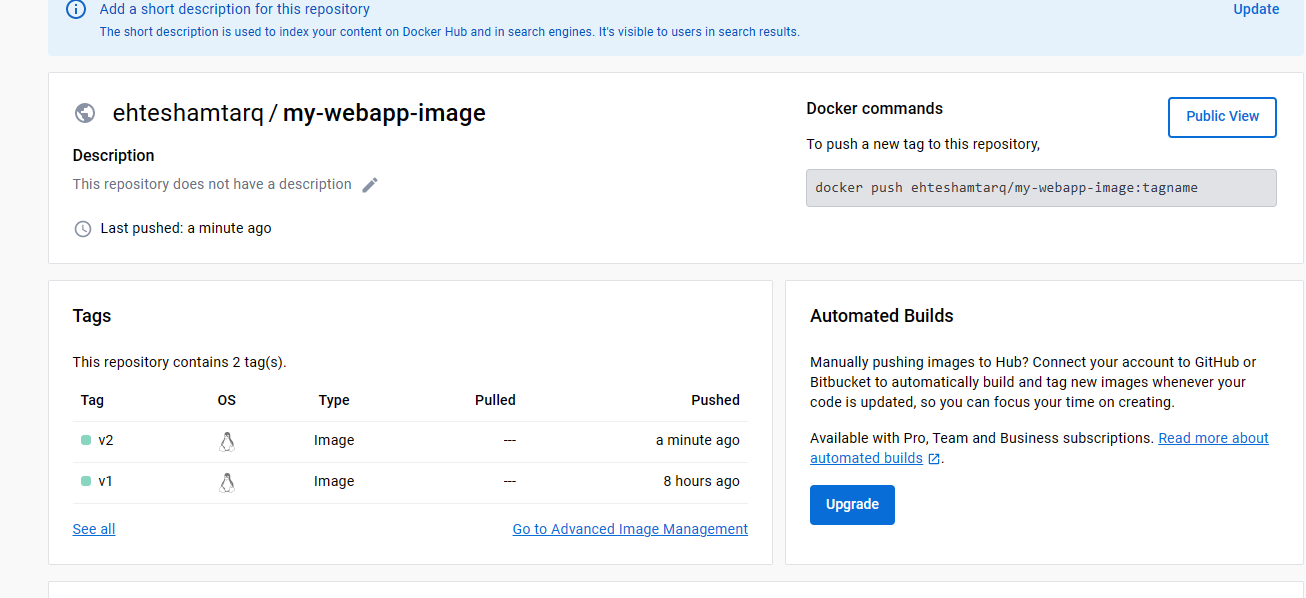 Add a short description for this repository
Update
The short description is used to index your content on Docker Hub and in search engines. It's visible to users in search results.
ehteshamtarq / my-webapp-image
Description
This repository does not have a description
Last pushed: a minute ago
Docker commands
Public View
To push a new tag to this repository,
docker push ehteshamtarq/my-webapp-image:tagname
Tags
This repository contains 2 tag(s).
Tag OS Type Pulled Pushed
v2 Image --- a minute ago
v1 Image --- 8 hours ago
See all Go to Advanced Image Management
Automated Builds
Manually pushing images to Hub? Connect your account to GitHub or
Bitbucket to automatically build and tag new images whenever your
code is updated, so you can focus your time on creating.
Available with Pro, Team and Business subscriptions. Read more about
automated builds.
Upgrade